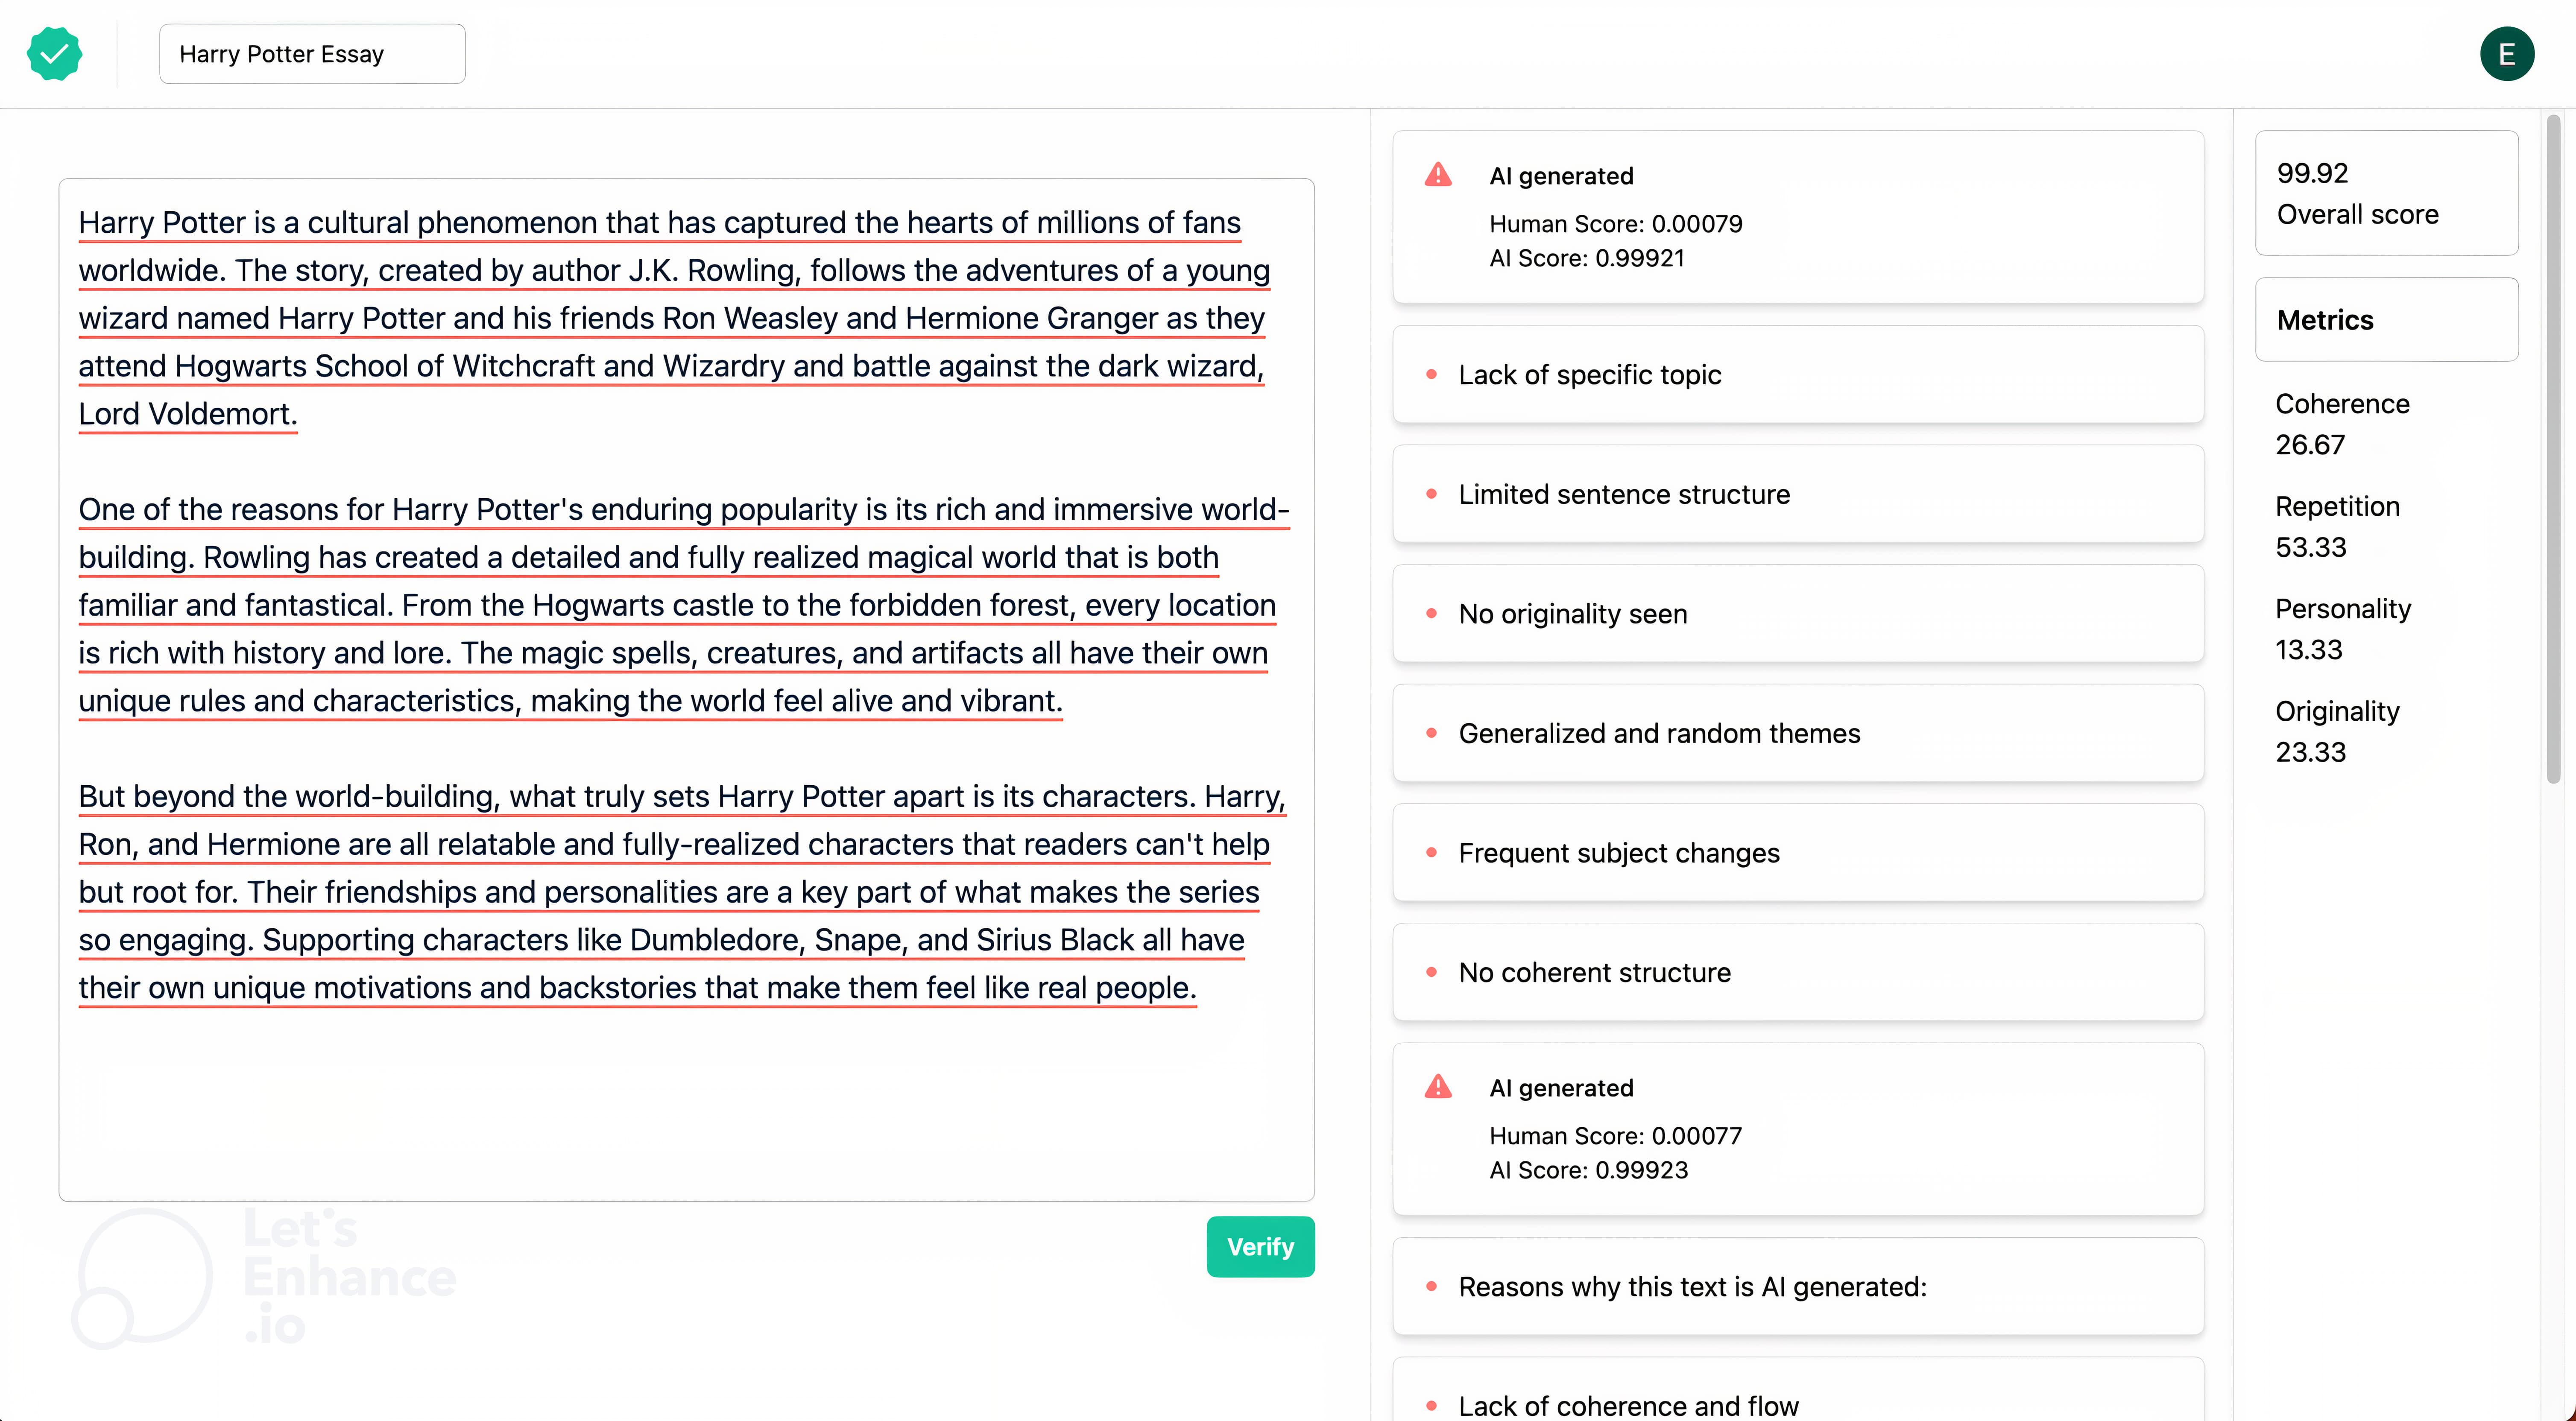 Harry Potter Essay
E
Harry Potter is a cultural phenomenon that has captured the hearts of millions of fans
worldwide. The story, created by author J.K. Rowling, follows the adventures of a young
wizard named Harry Potter and his friends Ron Weasley and Hermione Granger as they
attend Hogwarts School of Witchcraft and Wizardry and battle against the dark wizard,
Lord Voldemort.
One of the reasons for Harry Potter's enduring popularity is its rich and immersive world-
building. Rowling has created a detailed and fully realized magical world that is both
familiar and fantastical. From the Hogwarts castle to the forbidden forest, every location
is rich with history and lore. The magic spells, creatures, and artifacts all have their own
unique rules and characteristics, making the world feel alive and vibrant.
But beyond the world-building, what truly sets Harry Potter apart is its characters. Harry,
Ron, and Hermione are all relatable and fully-realized characters that readers can't help
but root for. Their friendships and personalities are a key part of what makes the series
so engaging. Supporting characters like Dumbledore, Snape, and Sirius Black all have
their own unique motivations and backstories that make them feel like real people.
Verify
Let's
Enhance
.io
AI generated
Human Score: 0.00079
AI Score: 0.99921
Lack of specific topic
Limited sentence structure
No originality seen
Generalized and random themes
Frequent subject changes
No coherent structure
AI generated
Human Score: 0.00077
AI Score: 0.99923
Reasons why this text is AI generated:
Lack of coherence and flow
99.92
Overall score
Metrics
Coherence
26.67
Repetition
53.33
Personality
13.33
Originality
23.33